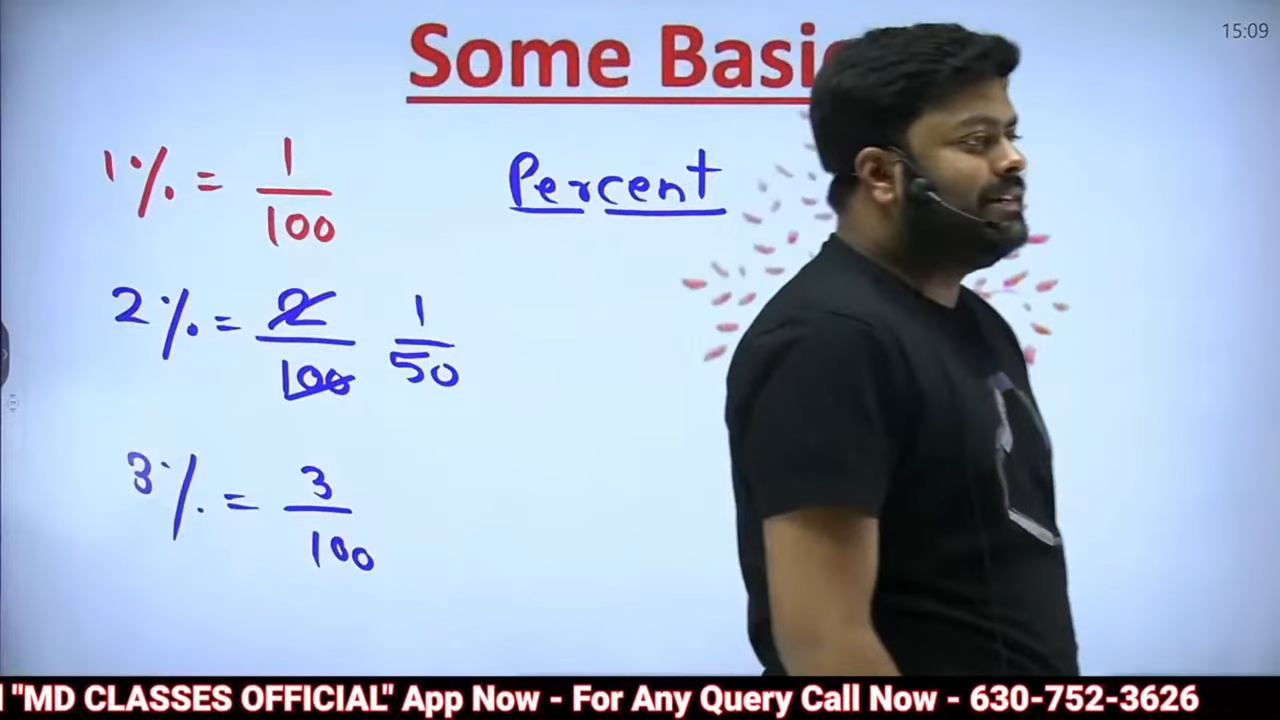 15:09
Some Basi
1% = 1/100
Percent
2% = 2/100 1/50
3% = 3/100
"MD CLASSES OFFICIAL" App Now - For Any Query Call Now - 630-752-3626